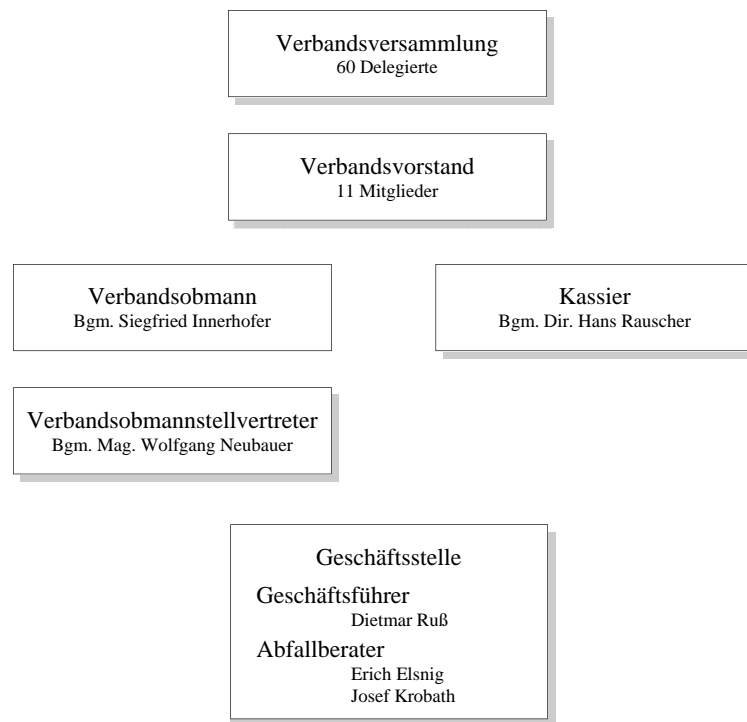 Verbandsversammlung
60 Delegierte
Verbandsvorstand
11 Mitglieder
Verbandsobmann
Bgm. Siegfried Innerhofer
Kassier
Bgm. Dir. Hans Rauscher
Verbandsobmannstellvertreter
Bgm. Mag. Wolfgang Neubauer
Geschäftsstelle
Geschäftsführer
Dietmar Ruß
Abfallberater
Erich Elsnig
Josef Krobath